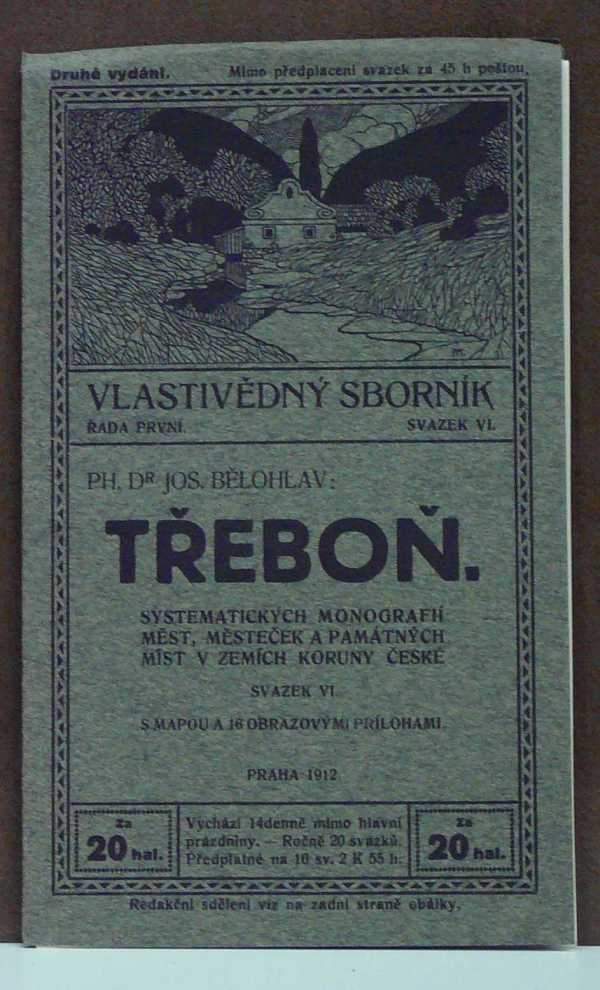 Druhé vydání. Mimo předplacení svazek za 45 h poštou.
VLASTIVĚDNÝ SBORNÍK
ŘADA PRVNÍ. SVAZEK VI.
PH. DR JOS. BĚLOHLAV:
TŘEBOŇ.
SYSTEMATICKÝCH MONOGRAFIÍ
MĚST, MĚSTEČEK A PAMÁTNÝCH
MÍST V ZEMÍCH KORUNY ČESKÉ
SVAZEK VI
S MAPOU A 16 OBRAZOVÝMI PŘÍLOHAMI.
PRAHA 1912
Za
20 hal.
Vychází 14denně mimo hlavní
prázdniny. — Ročně 20 svazků.
Předplatné na 16 sv. 2 K 55 h.
Za
20 hal.
Redakční sdělení viz na zadní straně obálky.